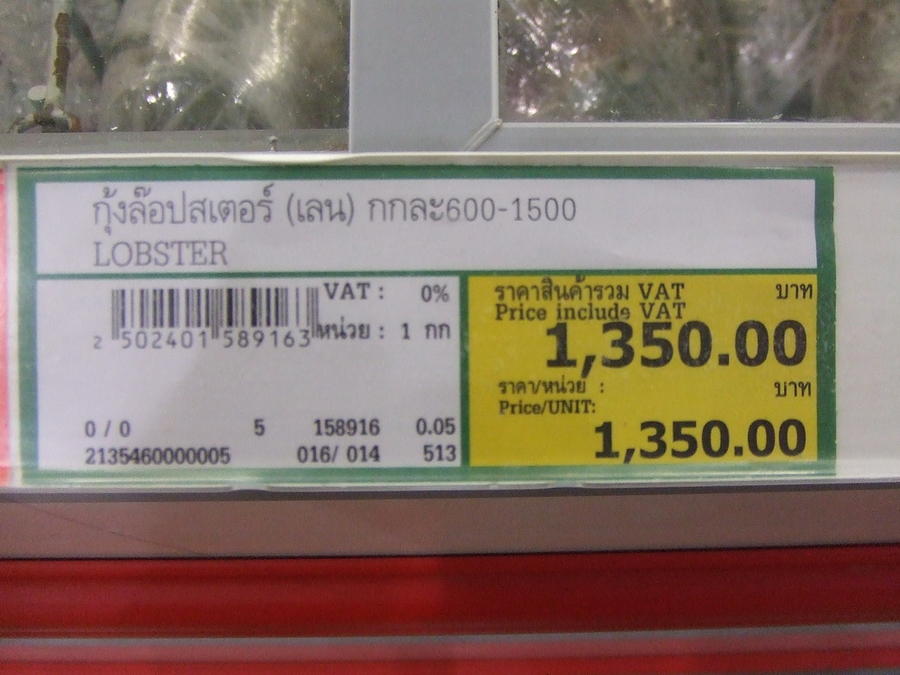 กุ้งล๊อปสเตอร์ (เลน) กกละ600-1500
LOBSTER
VAT : 0%
2 502401 589163 หน่วย : 1 กก
0 / 0 5 158916 0.05
2135460000005 016/ 014 513
ราคาสินค้ารวม VAT บาท
Price include VAT
1,350.00
ราคา/หน่วย : บาท
Price/UNIT:
1,350.00